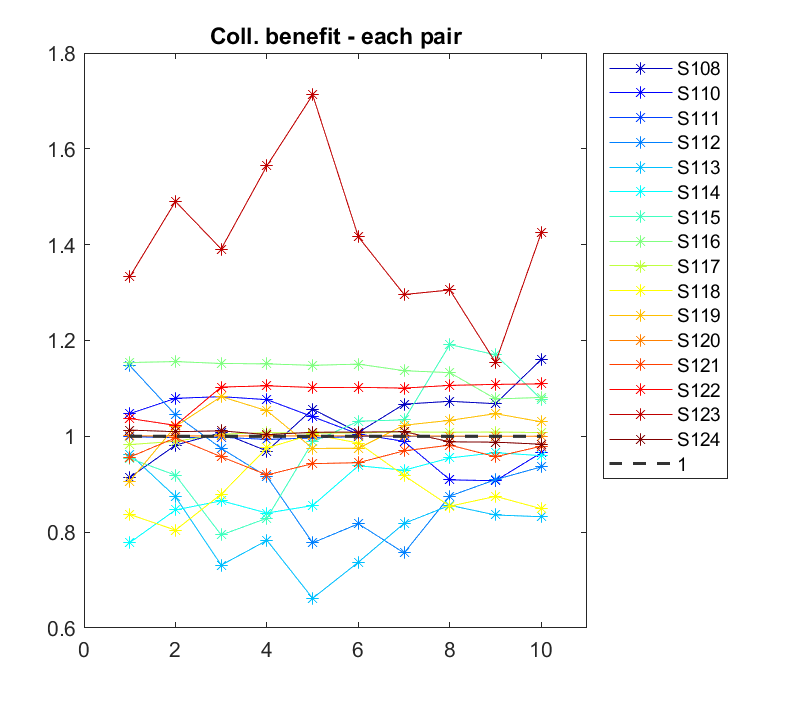 Coll. benefit - each pair
1.8
1.6
1.4
1.2
1
0.8
0.6
0
2
4
6
8
10
S108
S110
S111
S112
S113
S114
S115
S116
S117
S118
S119
S120
S121
S122
S123
S124
1